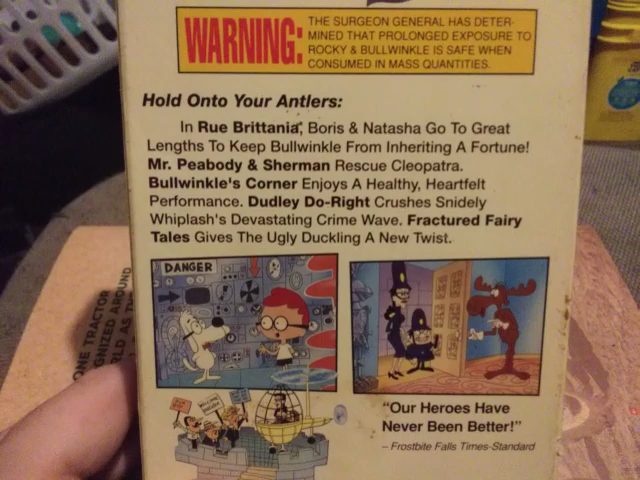 WARNING:
THE SURGEON GENERAL HAS DETER-
MINED THAT PROLONGED EXPOSURE TO
ROCKY & BULLWINKLE IS SAFE WHEN
CONSUMED IN MASS QUANTITIES.
Hold Onto Your Antlers:
In Rue Brittania, Boris & Natasha Go To Great
Lengths To Keep Bullwinkle From Inheriting A Fortune!
Mr. Peabody & Sherman Rescue Cleopatra.
Bullwinkle's Corner Enjoys A Healthy, Heartfelt
Performance. Dudley Do-Right Crushes Snidely
Whiplash's Devastating Crime Wave. Fractured Fairy
Tales Gives The Ugly Duckling A New Twist.
DANGER
"Our Heroes Have
Never Been Better!"
– Frostbite Falls Times-Standard
ONE TRACTOR
GNIZED AROUND
RLD AS T